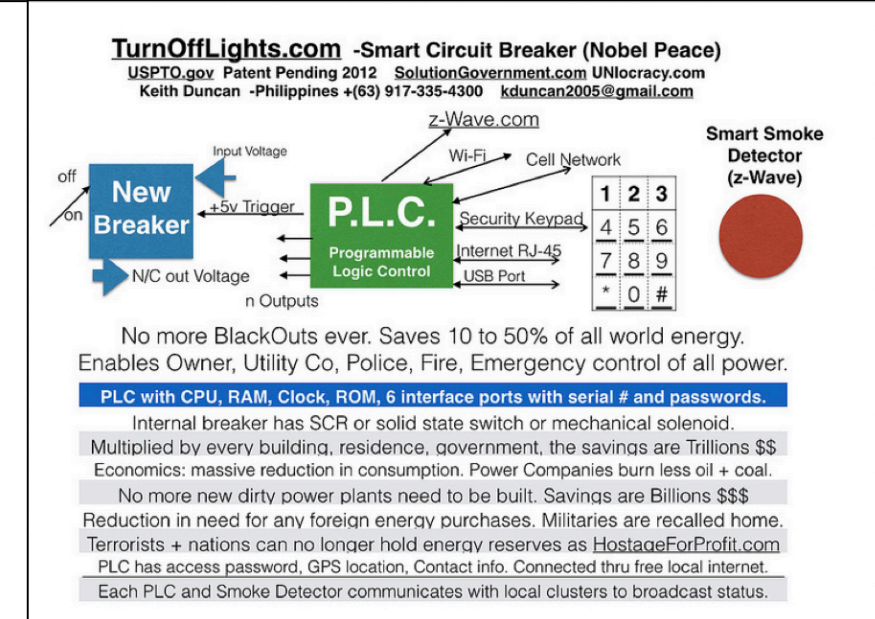 TurnOffLights.com -Smart Circuit Breaker (Nobel Peace)
USPTO.gov Patent Pending 2012 SolutionGovernment.com UNIocracy.com
Keith Duncan -Philippines +(63) 917-335-4300 kduncan2005@gmail.com
z-Wave.com
Wi-Fi
Cell Network
Smart Smoke
Detector
(z-Wave)
Input Voltage
off
on
New
Breaker
+5v Trigger
N/C out Voltage
n Outputs
P.L.C.
Programmable
Logic Control
Security Keypad
Internet RJ-45
USB Port
1 2 3
4 5 6
7 8 9
* 0 #
No more BlackOuts ever. Saves 10 to 50% of all world energy.
Enables Owner, Utility Co, Police, Fire, Emergency control of all power.
PLC with CPU, RAM, Clock, ROM, 6 interface ports with serial # and passwords.
Internal breaker has SCR or solid state switch or mechanical solenoid.
Multiplied by every building, residence, government, the savings are Trillions $$
Economics: massive reduction in consumption. Power Companies burn less oil + coal.
No more new dirty power plants need to be built. Savings are Billions $$$
Reduction in need for any foreign energy purchases. Militaries are recalled home.
Terrorists + nations can no longer hold energy reserves as HostageForProfit.com
PLC has access password, GPS location, Contact info. Connected thru free local internet.
Each PLC and Smoke Detector communicates with local clusters to broadcast status.